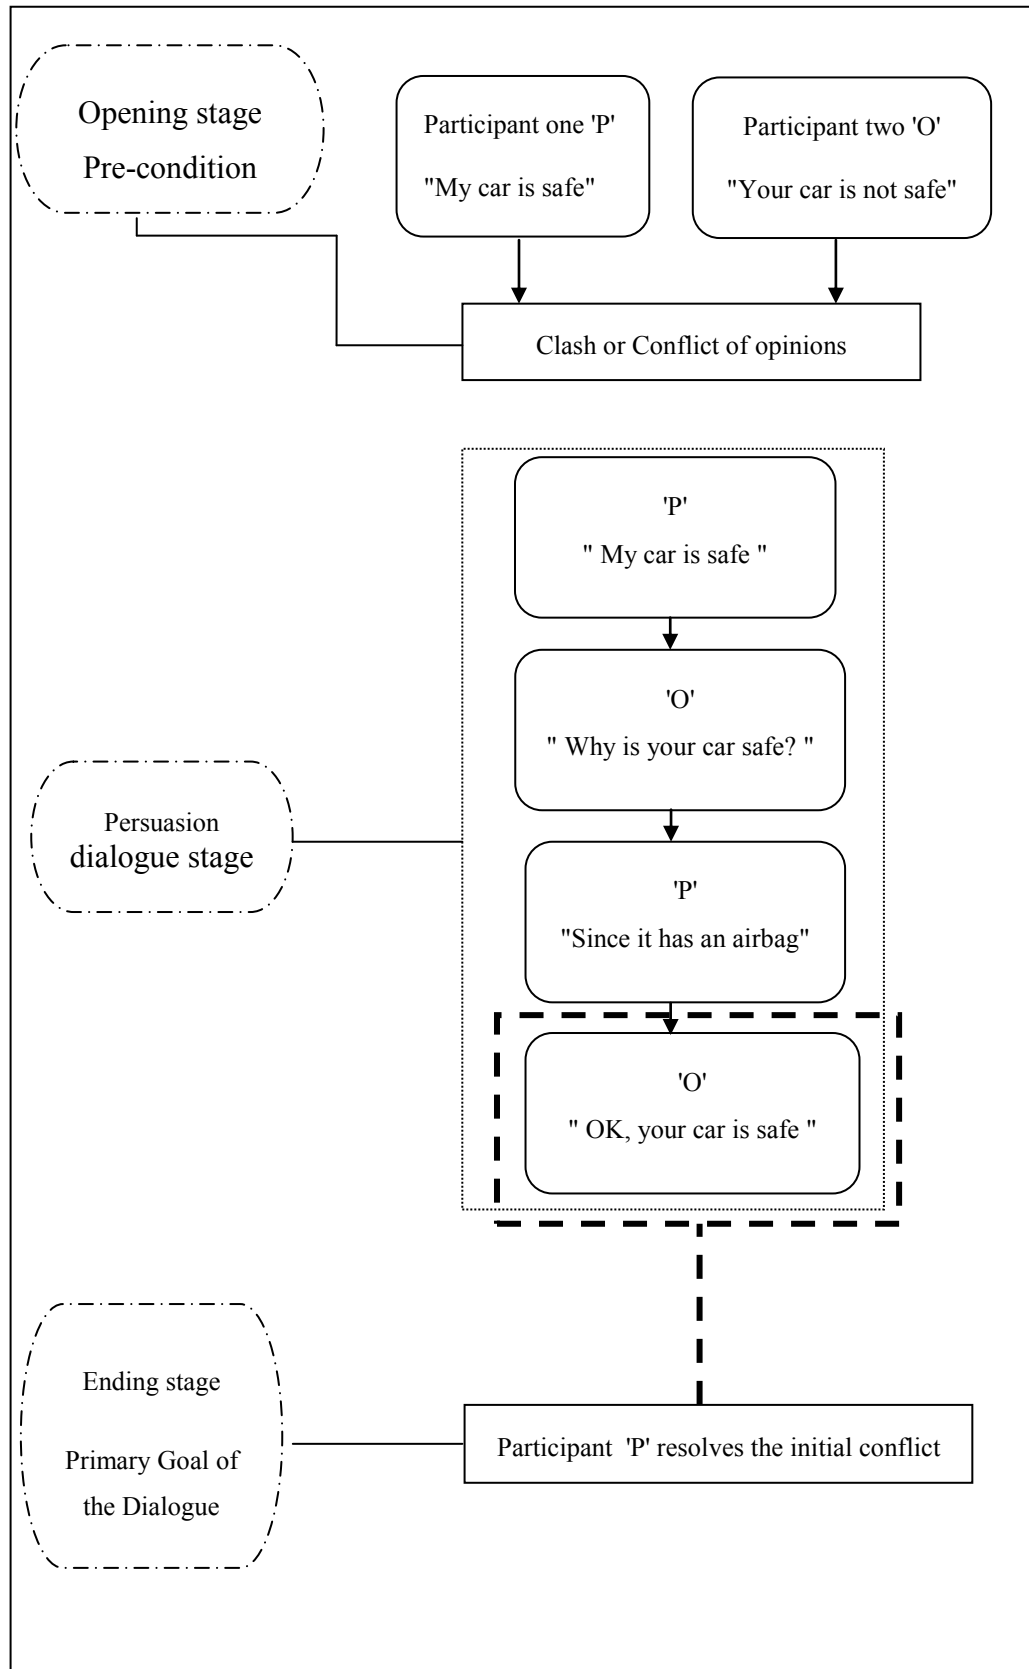 Opening stage
Pre-condition
Participant one 'P'
"My car is safe"
Participant two 'O'
"Your car is not safe"
Clash or Conflict of opinions
'P'
" My car is safe "
'O'
" Why is your car safe? "
Persuasion
dialogue stage
'P'
"Since it has an airbag"
'O'
" OK, your car is safe "
Ending stage
Primary Goal of
the Dialogue
Participant 'P' resolves the initial conflict